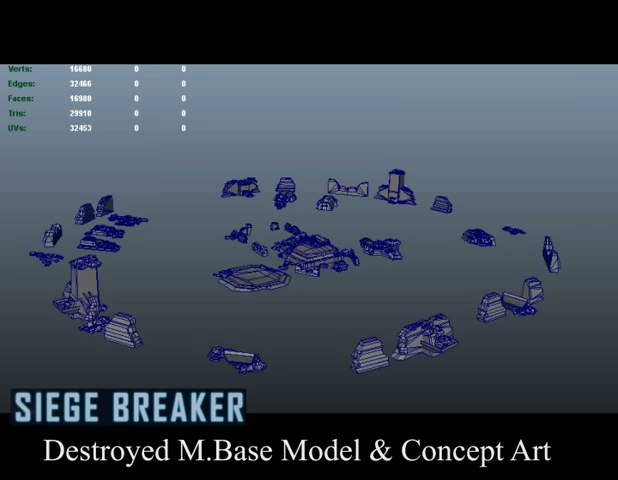 Verts: 16680 0 0
Edges: 32466 0 0
Faces: 16980 0 0
Tris: 29910 0 0
UVs: 32453 0 0
SIEGE BREAKER
Destroyed M.Base Model & Concept Art